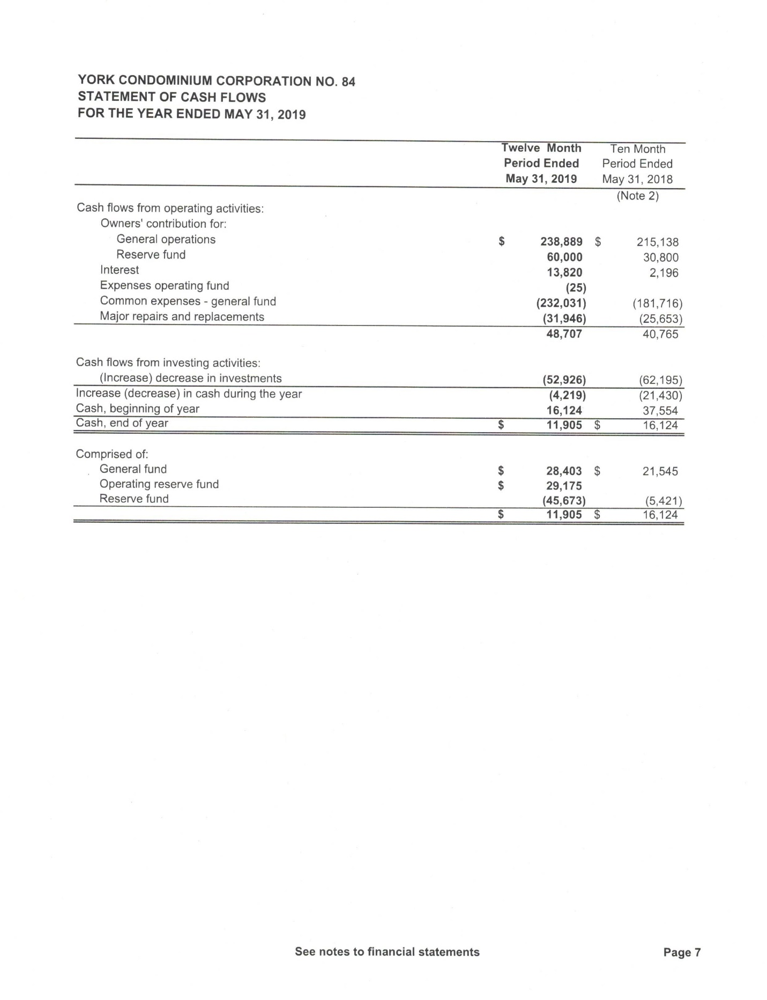 YORK CONDOMINIUM CORPORATION NO. 84
STATEMENT OF CASH FLOWS
FOR THE YEAR ENDED MAY 31, 2019
Twelve Month Ten Month
Period Ended Period Ended
May 31, 2019 May 31, 2018
(Note 2)
Cash flows from operating activities:
Owners' contribution for:
General operations $ 238,889 $ 215,138
Reserve fund 60,000 30,800
Interest 13,820 2,196
Expenses operating fund (25)
Common expenses - general fund (232,031) (181,716)
Major repairs and replacements (31,946) (25,653)
48,707 40,765
Cash flows from investing activities:
(Increase) decrease in investments (52,926) (62,195)
Increase (decrease) in cash during the year (4,219) (21,430)
Cash, beginning of year 16,124 37,554
Cash, end of year $ 11,905 $ 16,124
Comprised of:
General fund $ 28,403 $ 21,545
Operating reserve fund $ 29,175
Reserve fund (45,673) (5,421)
$ 11,905 $ 16,124
See notes to financial statements Page 7